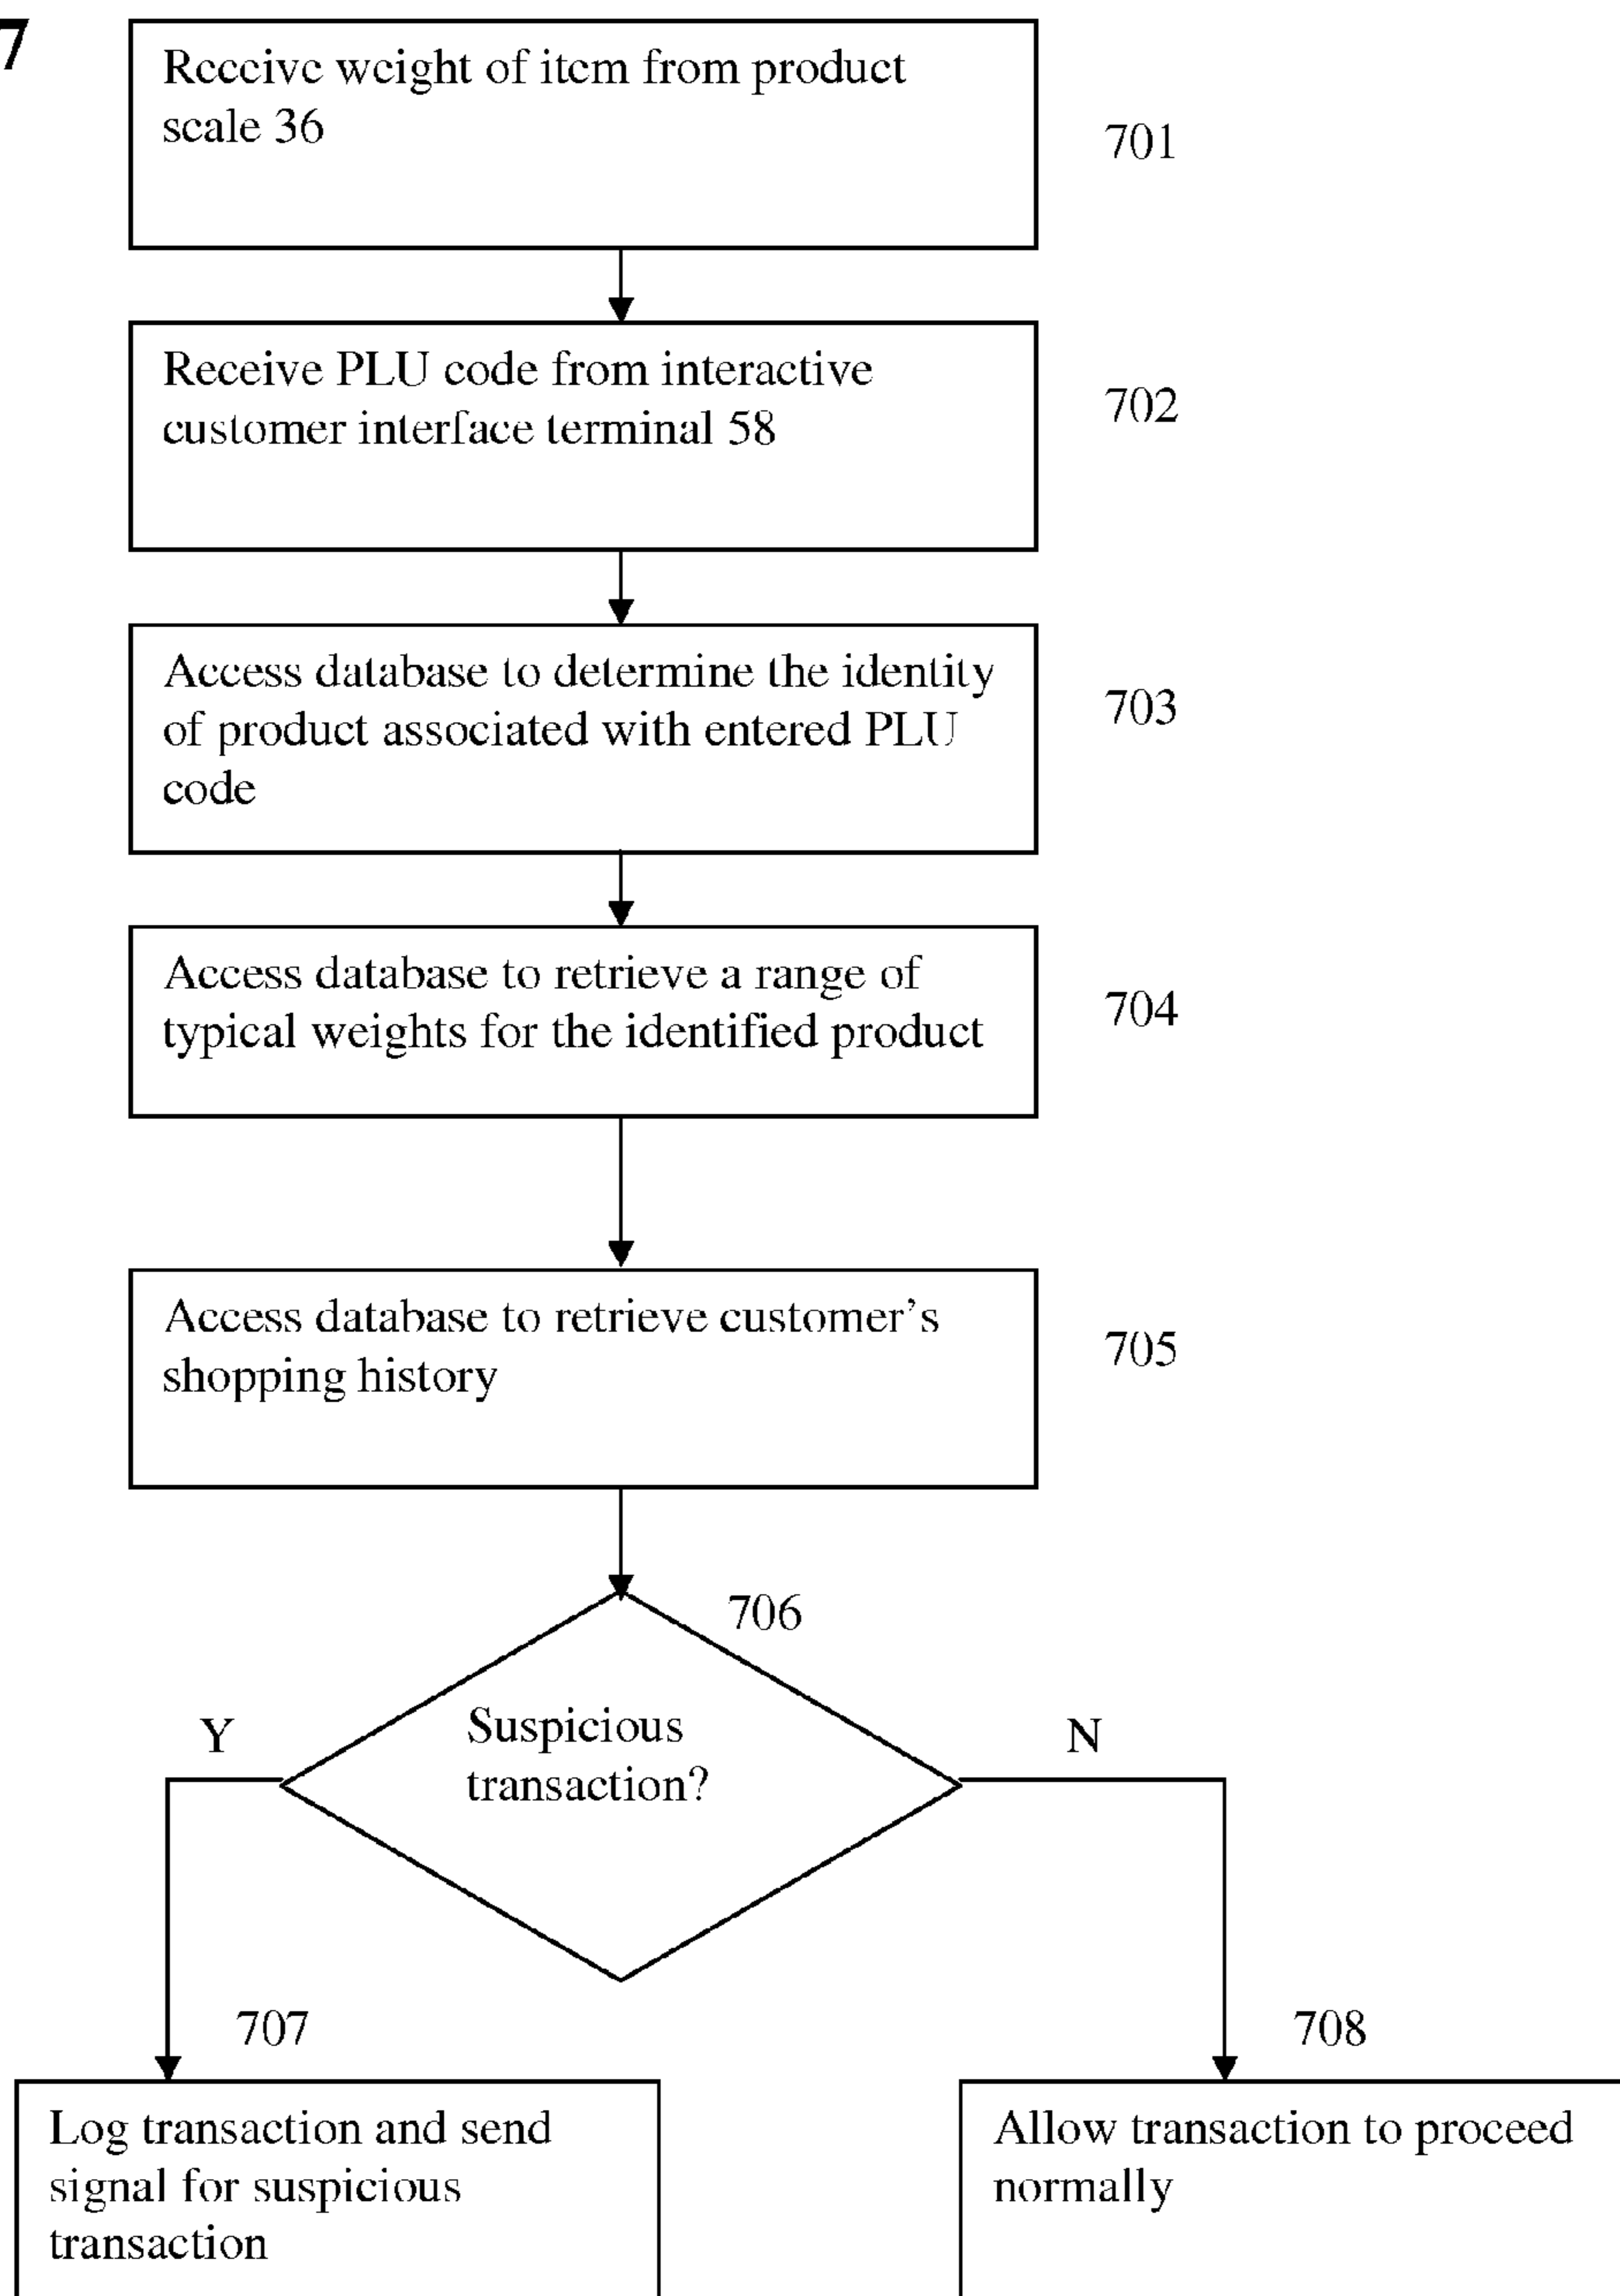 7
Receive weight of item from product
scale 36
701
Receive PLU code from interactive
customer interface terminal 58
702
Access database to determine the identity
of product associated with entered PLU
code
703
Access database to retrieve a range of
typical weights for the identified product
704
Access database to retrieve customer’s
shopping history
705
706
Suspicious
transaction?
Y
N
707
708
Log transaction and send
signal for suspicious
transaction
Allow transaction to proceed
normally